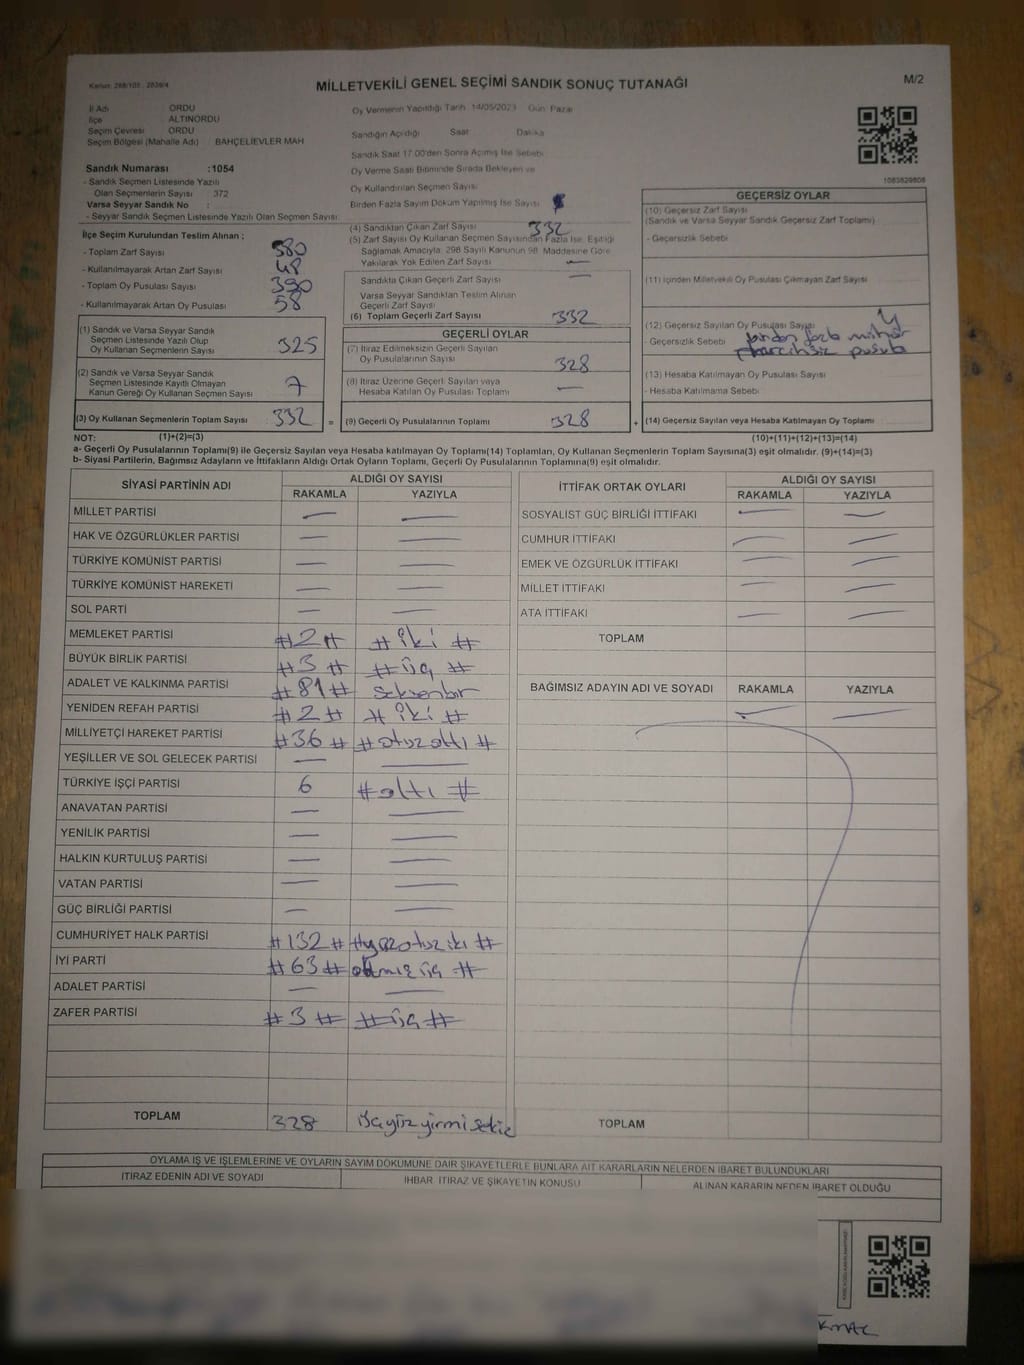 MİLLETVEKİLİ GENEL SEÇİMİ SANDIK SONUÇ TUTANAĞI
M/2
İl Adı : ORDU
İlçe : ALTINORDU
Seçim Çevresi : ORDU
Seçim Bölgesi (Mahalle Adı) : BAHÇELİEVLER MAH
Sandık Numarası :1054
- Sandık Seçmen Listesinde Yazılı
Olan Seçmenlerin Sayısı : 372
Varsa Seyyar Sandık No :
- Seyyar Sandık Seçmen Listesinde Yazılı Olan Seçmen Sayısı:
Oy Vermenin Yapıldığı Tarih 14/05/2023 Gün Pazar
Sandığın Açıldığı Saat Dakika
Sandık Saat 17:00'den Sonra Açılmış İse Sebebi
Oy Verme Saati Bitiminde Sırada Bekleyen ve
Oy Kullandırılan Seçmen Sayısı
Birden Fazla Sayım Döküm Yapılmış İse Sayısı
1083829808
İlçe Seçim Kurulundan Teslim Alınan ;
- Toplam Zarf Sayısı 380
- Kullanılmayarak Artan Zarf Sayısı 48
- Toplam Oy Pusulası Sayısı 390
- Kullanılmayarak Artan Oy Pusulası 58
(4) Sandıktan Çıkan Zarf Sayısı 332
(5) Zarf Sayısı Oy Kullanan Seçmen Sayısından Fazla İse, Eşitliği
Sağlamak Amacıyla, 298 Sayılı Kanunun 98. Maddesine Göre
Yakılarak Yok Edilen Zarf Sayısı —
Sandıkta Çıkan Geçerli Zarf Sayısı —
Varsa Seyyar Sandıktan Teslim Alınan
Geçerli Zarf Sayısı
(6) Toplam Geçerli Zarf Sayısı 332
(1) Sandık ve Varsa Seyyar Sandık
Seçmen Listesinde Yazılı Olup
Oy Kullanan Seçmenlerin Sayısı 325
(2) Sandık ve Varsa Seyyar Sandık
Seçmen Listesinde Kayıtlı Olmayan
Kanun Gereği Oy Kullanan Seçmen Sayısı 7
(3) Oy Kullanan Seçmenlerin Toplam Sayısı 332 =
GEÇERLİ OYLAR
(7) İtiraz Edilmeksizin Geçerli Sayılan
Oy Pusulalarının Sayısı 328
(8) İtiraz Üzerine Geçerli Sayılan veya
Hesaba Katılan Oy Pusulası Toplamı —
(9) Geçerli Oy Pusulalarının Toplamı 328 +
GEÇERSİZ OYLAR
(10) Geçersiz Zarf Sayısı
(Sandık ve Varsa Seyyar Sandık Geçersiz Zarf Toplamı)
- Geçersizlik Sebebi
(11) İçinden Milletvekili Oy Pusulası Çıkmayan Zarf Sayısı
(12) Geçersiz Sayılan Oy Pusulası Sayısı 4
- Geçersizlik Sebebi birden fazla mühür
pusula
(13) Hesaba Katılmayan Oy Pusulası Sayısı
- Hesaba Katılmama Sebebi
(14) Geçersiz Sayılan veya Hesaba Katılmayan Oy Toplamı
NOT: (1)+(2)=(3) (10)+(11)+(12)+(13)=(14)
a- Geçerli Oy Pusulalarının Toplamı(9) ile Geçersiz Sayılan veya Hesaba katılmayan Oy Toplamı(14) Toplamları, Oy Kullanan Seçmenlerin Toplam Sayısına(3) eşit olmalıdır. (9)+(14)=(3)
b- Siyasi Partilerin, Bağımsız Adayların ve İttifakların Aldığı Ortak Oyların Toplamı, Geçerli Oy Pusulalarının Toplamına(9) eşit olmalıdır.
SİYASİ PARTİNİN ADI ALDIĞI OY SAYISI
RAKAMLA YAZIYLA
MİLLET PARTİSİ — —
HAK VE ÖZGÜRLÜKLER PARTİSİ — —
TÜRKİYE KOMÜNİST PARTİSİ — —
TÜRKİYE KOMÜNİST HAREKETİ — —
SOL PARTİ — —
MEMLEKET PARTİSİ #2# #iki#
BÜYÜK BİRLİK PARTİSİ #3# #üç#
ADALET VE KALKINMA PARTİSİ #81# seksenbir
YENİDEN REFAH PARTİSİ #2# #iki#
MİLLİYETÇİ HAREKET PARTİSİ #36# #otuzaltı#
YEŞİLLER VE SOL GELECEK PARTİSİ — —
TÜRKİYE İŞÇİ PARTİSİ 6 #altı#
ANAVATAN PARTİSİ — —
YENİLİK PARTİSİ — —
HALKIN KURTULUŞ PARTİSİ — —
VATAN PARTİSİ — —
GÜÇ BİRLİĞİ PARTİSİ — —
CUMHURİYET HALK PARTİSİ #132# #yüzotuziki#
İYİ PARTİ #63# altmışüç#
ADALET PARTİSİ — —
ZAFER PARTİSİ #3# #üç#
TOPLAM 328 üçyüzyirmisekiz
İTTİFAK ORTAK OYLARI ALDIĞI OY SAYISI
RAKAMLA YAZIYLA
SOSYALİST GÜÇ BİRLİĞİ İTTİFAKI — —
CUMHUR İTTİFAKI — —
EMEK VE ÖZGÜRLÜK İTTİFAKI — —
MİLLET İTTİFAKI — —
ATA İTTİFAKI — —
TOPLAM
BAĞIMSIZ ADAYIN ADI VE SOYADI RAKAMLA YAZIYLA
— —
TOPLAM
OYLAMA İŞ VE İŞLEMLERİNE VE OYLARIN SAYIM DÖKÜMÜNE DAİR ŞİKAYETLERLE BUNLARA AİT KARARLARIN NELERDEN İBARET BULUNDUKLARI
İTİRAZ EDENİN ADI VE SOYADI İHBAR İTİRAZ VE ŞİKAYETİN KONUSU ALINAN KARARIN NEDEN İBARET OLDUĞU